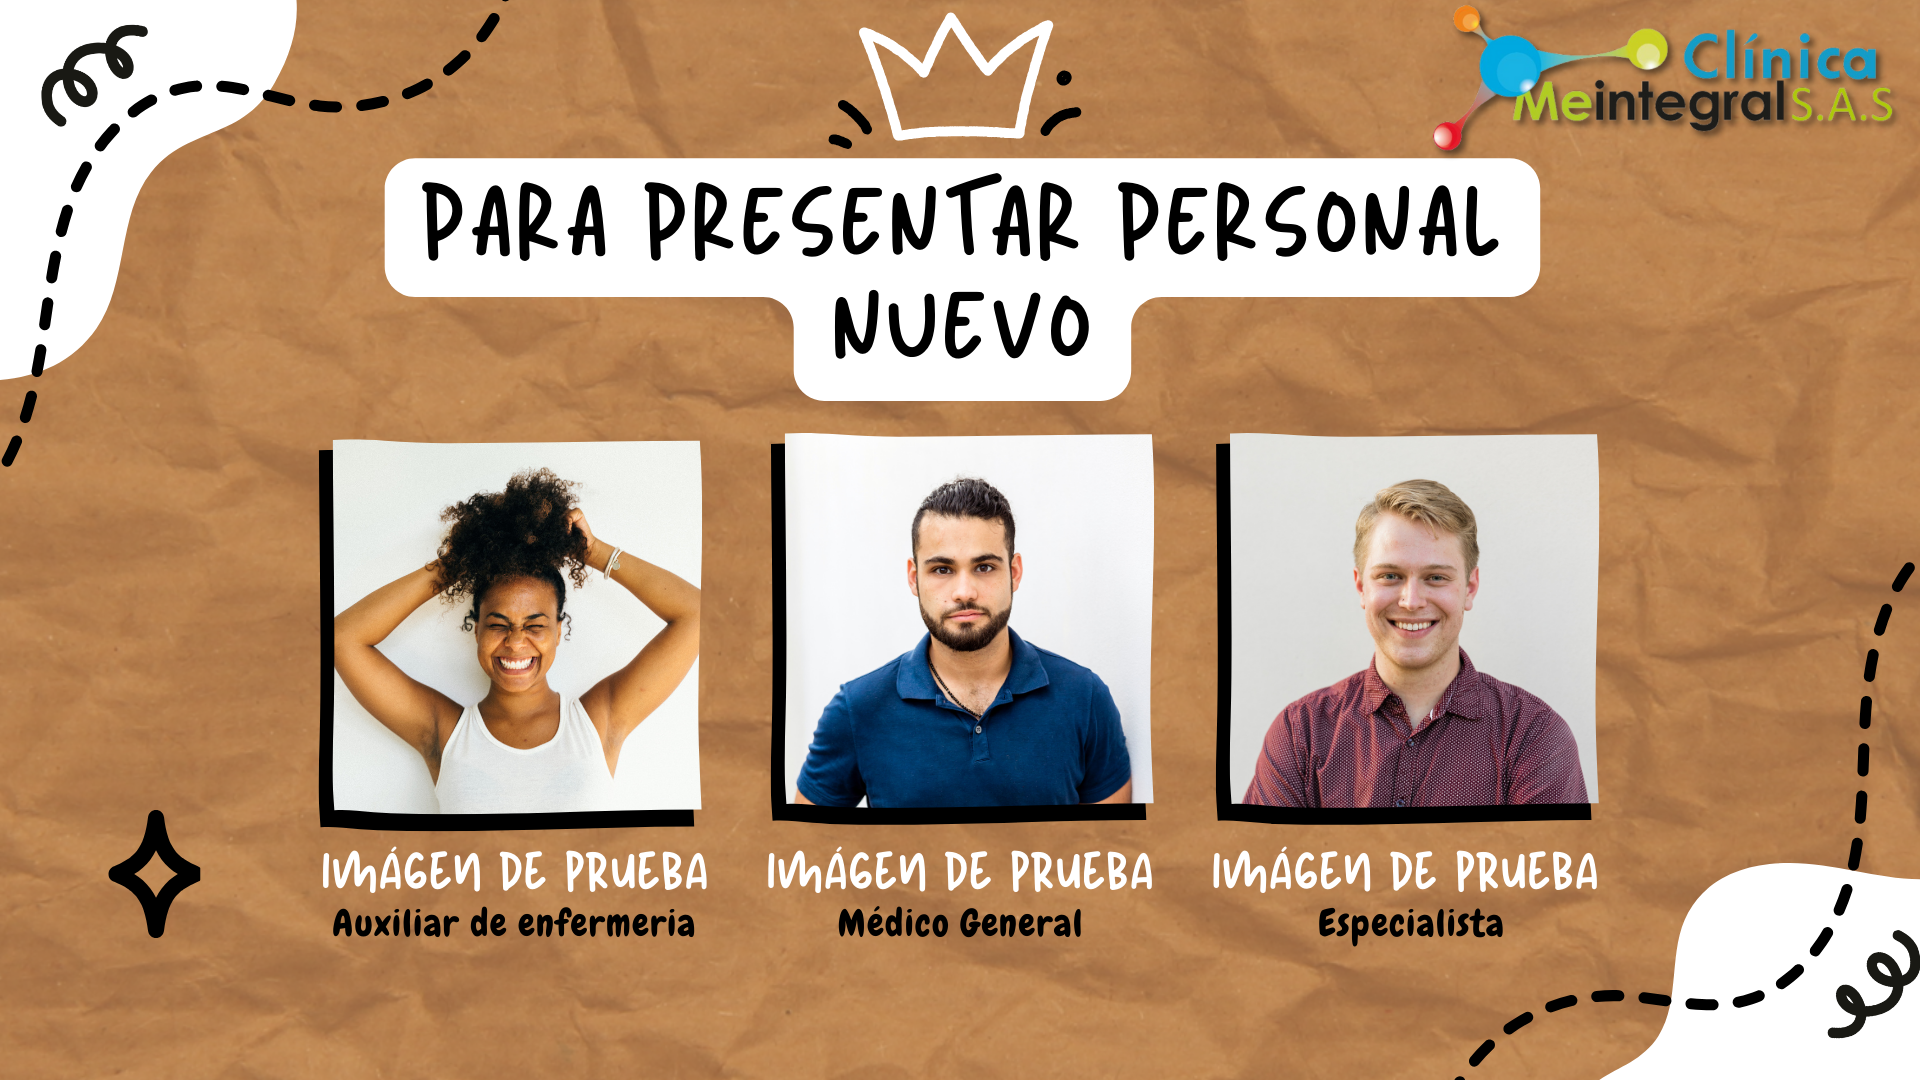 Clínica
MeintegralS.A.S
PARA PRESENTAR PERSONAL
NUEVO
IMÁGEN DE PRUEBA
Auxiliar de enfermeria
IMÁGEN DE PRUEBA
Médico General
IMÁGEN DE PRUEBA
Especialista